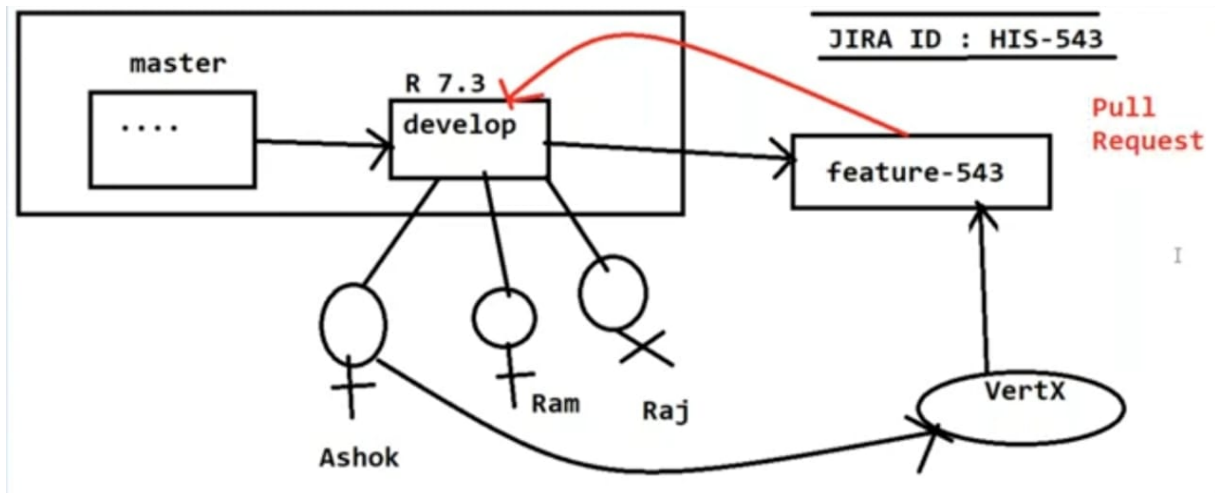 JIRA ID : HIS-543
master
....
R 7.3
develop
Pull
Request
feature-543
VertX
Ram
Raj
Ashok